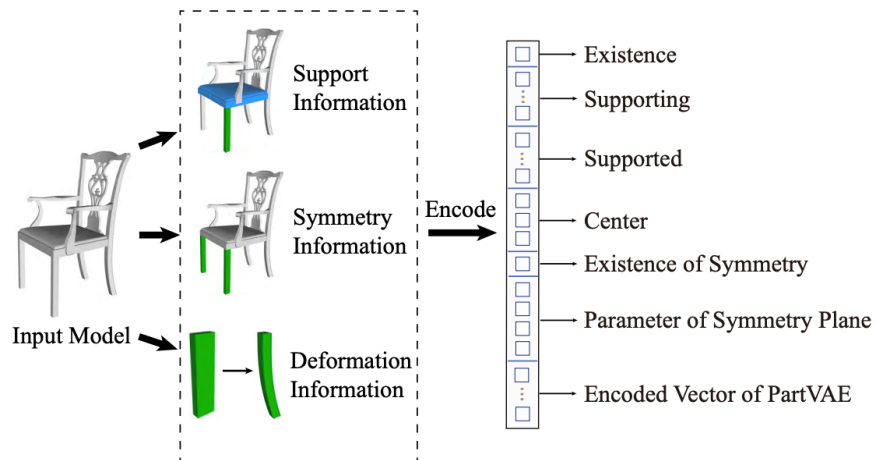 Input Model
Support
Information
Symmetry
Information
Deformation
Information
Encode
Existence
Supporting
Supported
Center
Existence of Symmetry
Parameter of Symmetry Plane
Encoded Vector of PartVAE